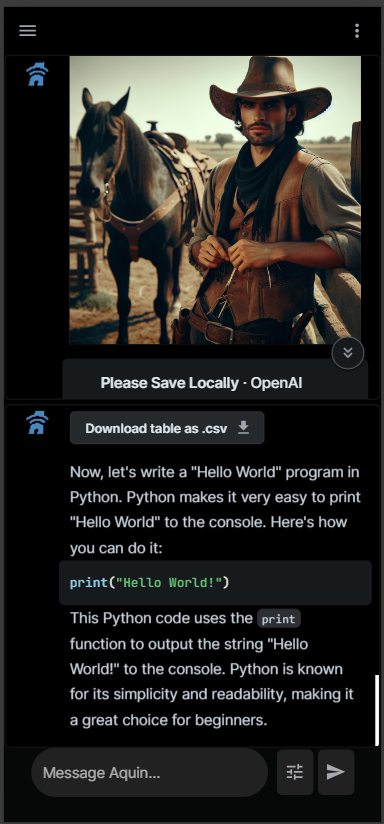 Please Save Locally · OpenAI
Download table as .csv
Now, let's write a "Hello World" program in
Python. Python makes it very easy to print
"Hello World" to the console. Here's how
you can do it:
print("Hello World!")
This Python code uses the print
function to output the string "Hello
World!" to the console. Python is known
for its simplicity and readability, making it
a great choice for beginners.
Message Aquin...